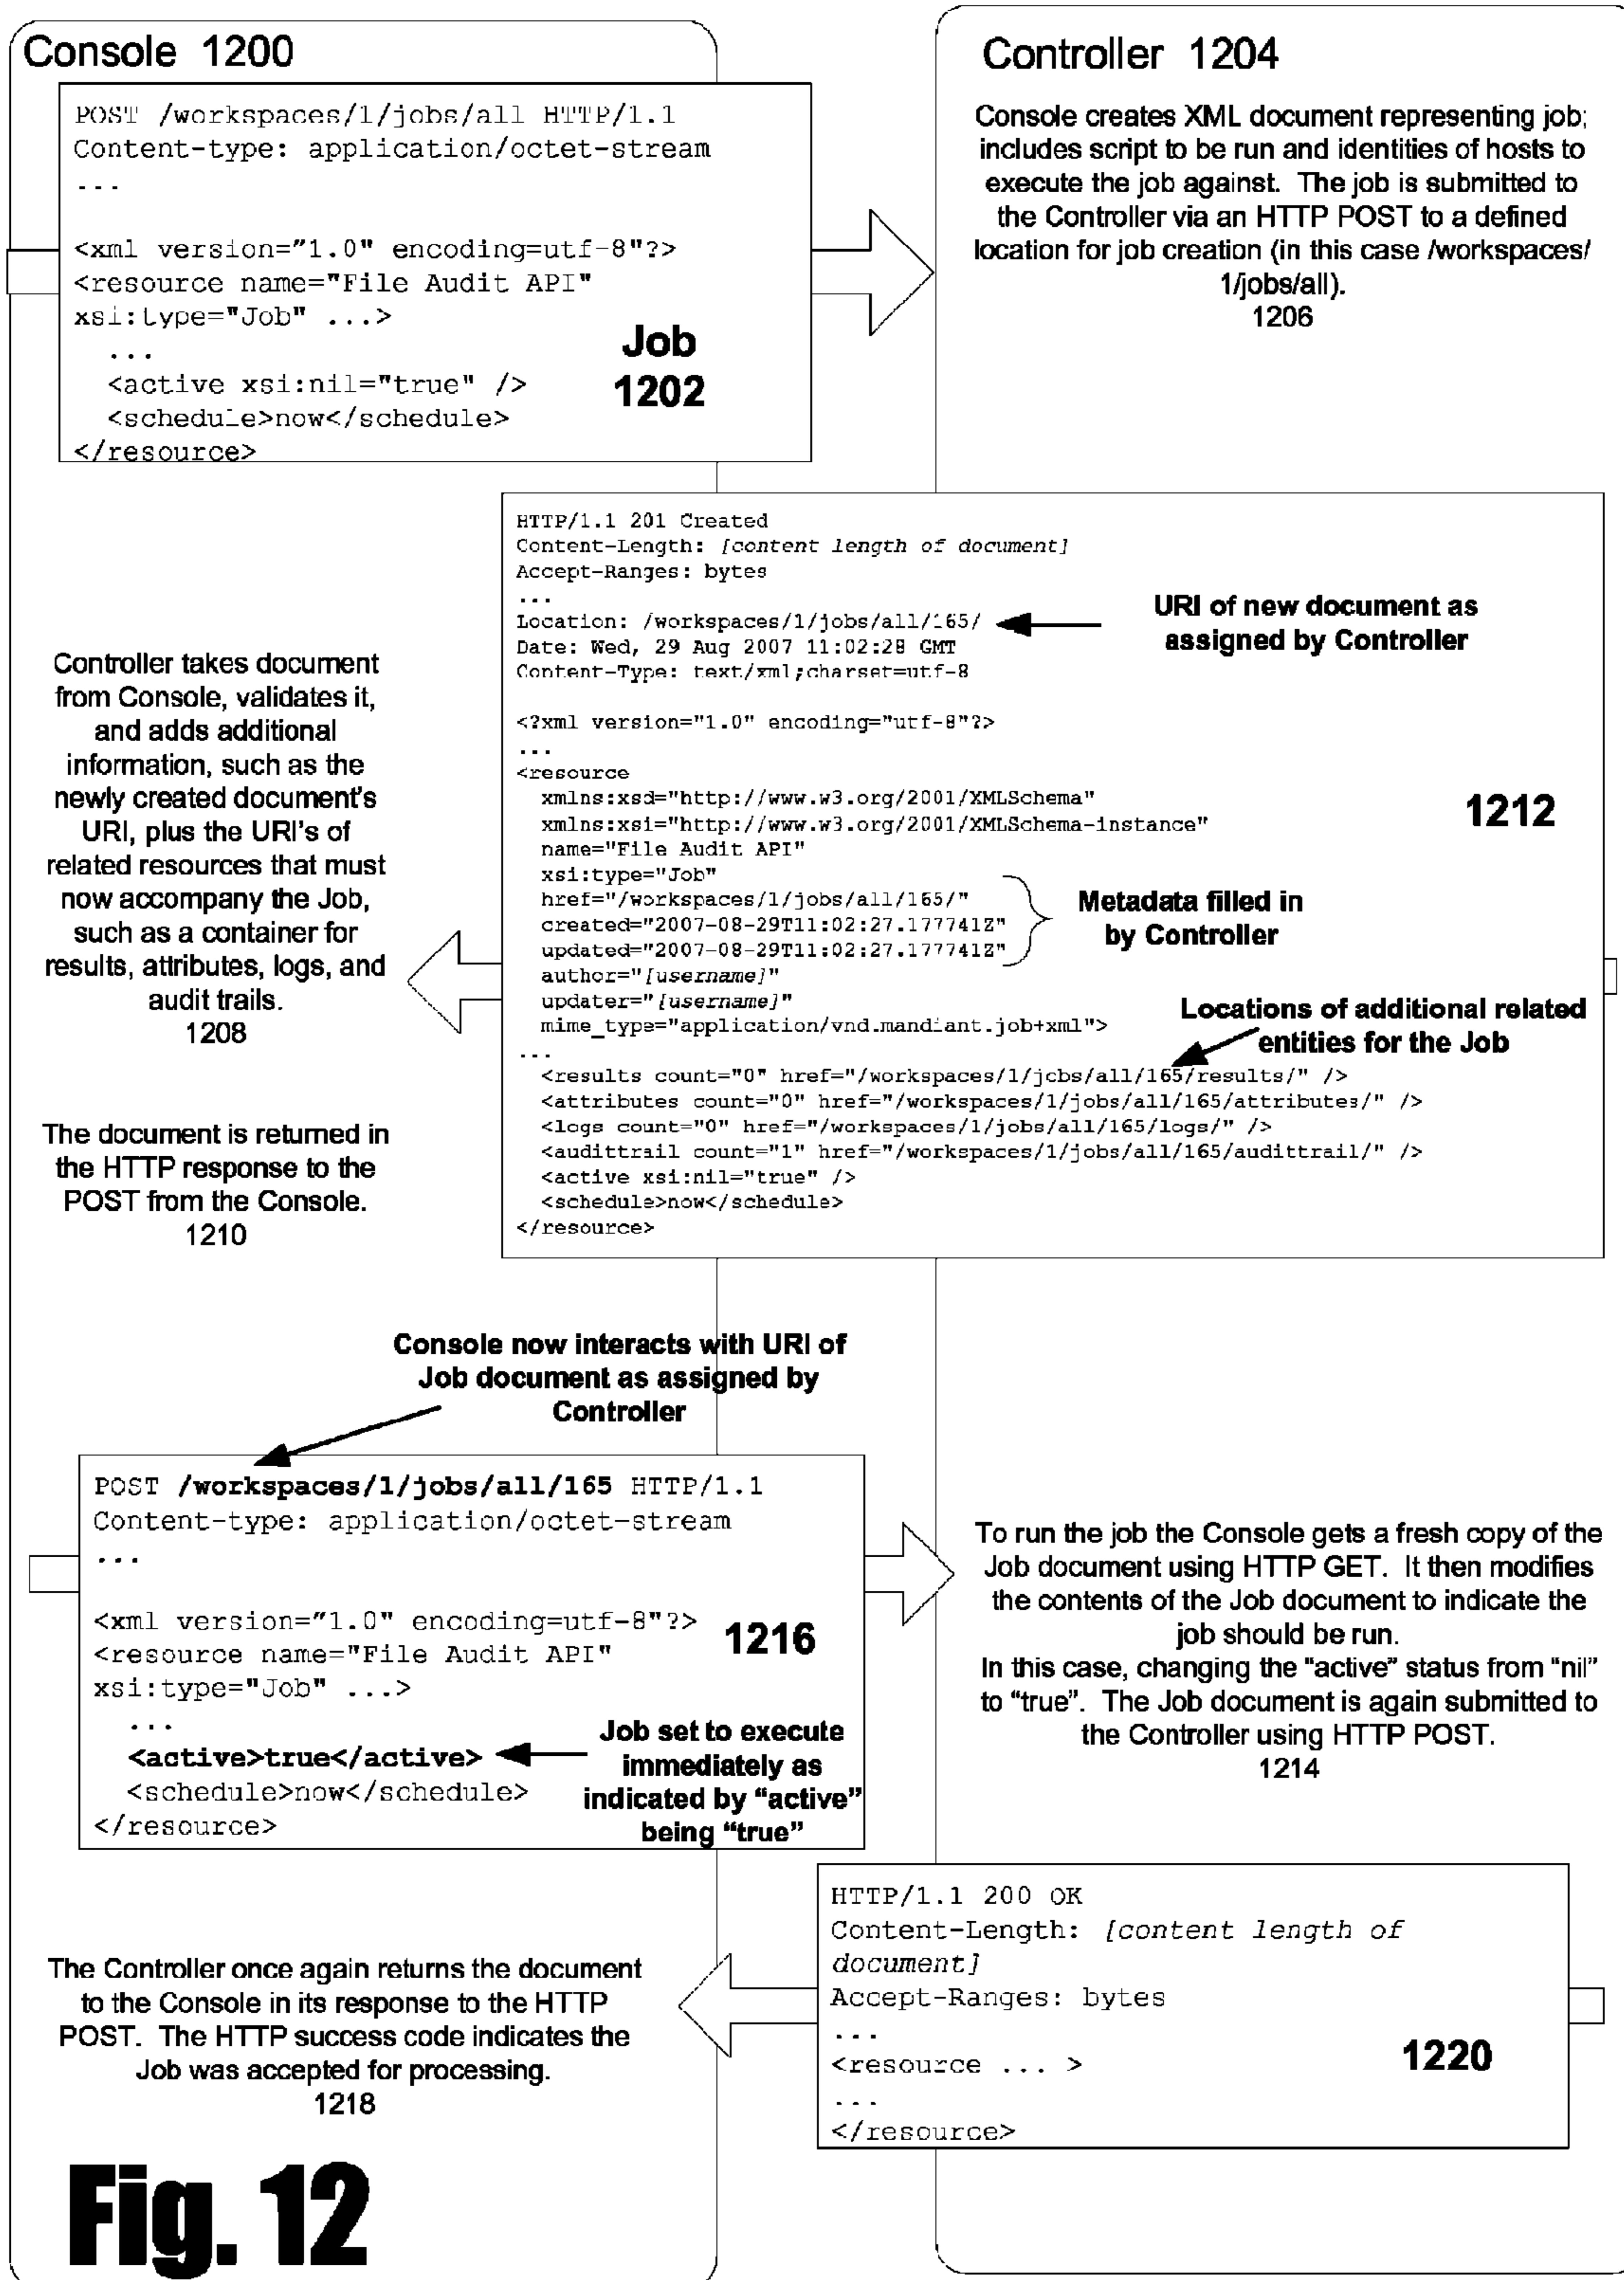 Console 1200
Controller 1204
POST /workspaces/1/jobs/all HTTP/1.1
Content-type: application/octet-stream
...
<xml version="1.0" encoding=utf-8"?>
<resource name="File Audit API"
xsi:type="Job" ...>
...
<active xsi:nil="true" />
<schedule>now</schedule>
</resource>
Job
1202
Console creates XML document representing job;
includes script to be run and identities of hosts to
execute the job against. The job is submitted to
the Controller via an HTTP POST to a defined
location for job creation (in this case /workspaces/
1/jobs/all).
1206
HTTP/1.1 201 Created
Content-Length: [content length of document]
Accept-Ranges: bytes
...
Location: /workspaces/1/jobs/all/165/
Date: Wed, 29 Aug 2007 11:02:28 GMT
Content-Type: text/xml;charset=utf-8
<?xml version="1.0" encoding="utf-8"?>
...
<resource
xmlns:xsd="http://www.w3.org/2001/XMLSchema"
xmlns:xsi="http://www.w3.org/2001/XMLSchema-instance"
name="File Audit API"
xsi:type="Job"
href="/workspaces/1/jobs/all/165/"
created="2007-08-29T11:02:27.177741Z"
updated="2007-08-29T11:02:27.177741Z"
author="[username]"
updater="[username]"
mime_type="application/vnd.mandiant.job+xml">
...
<results count="0" href="/workspaces/1/jobs/all/165/results/" />
<attributes count="0" href="/workspaces/1/jobs/all/165/attributes/" />
<logs count="0" href="/workspaces/1/jobs/all/165/logs/" />
<audittrail count="1" href="/workspaces/1/jobs/all/165/audittrail/" />
<active xsi:nil="true" />
<schedule>now</schedule>
</resource>
URI of new document as
assigned by Controller
1212
Metadata filled in
by Controller
Locations of additional related
entities for the Job
Controller takes document
from Console, validates it,
and adds additional
information, such as the
newly created document's
URI, plus the URI's of
related resources that must
now accompany the Job,
such as a container for
results, attributes, logs, and
audit trails.
1208
The document is returned in
the HTTP response to the
POST from the Console.
1210
Console now interacts with URI of
Job document as assigned by
Controller
POST /workspaces/1/jobs/all/165 HTTP/1.1
Content-type: application/octet-stream
...
<xml version="1.0" encoding=utf-8"?>
<resource name="File Audit API"
xsi:type="Job" ...>
...
<active>true</active>
<schedule>now</schedule>
</resource>
1216
Job set to execute
immediately as
indicated by “active”
being “true”
To run the job the Console gets a fresh copy of the
Job document using HTTP GET. It then modifies
the contents of the Job document to indicate the
job should be run.
In this case, changing the “active” status from “nil”
to “true”. The Job document is again submitted to
the Controller using HTTP POST.
1214
HTTP/1.1 200 OK
Content-Length: [content length of
document]
Accept-Ranges: bytes
...
<resource ... >
...
</resource>
1220
The Controller once again returns the document
to the Console in its response to the HTTP
POST. The HTTP success code indicates the
Job was accepted for processing.
1218
Fig. 12